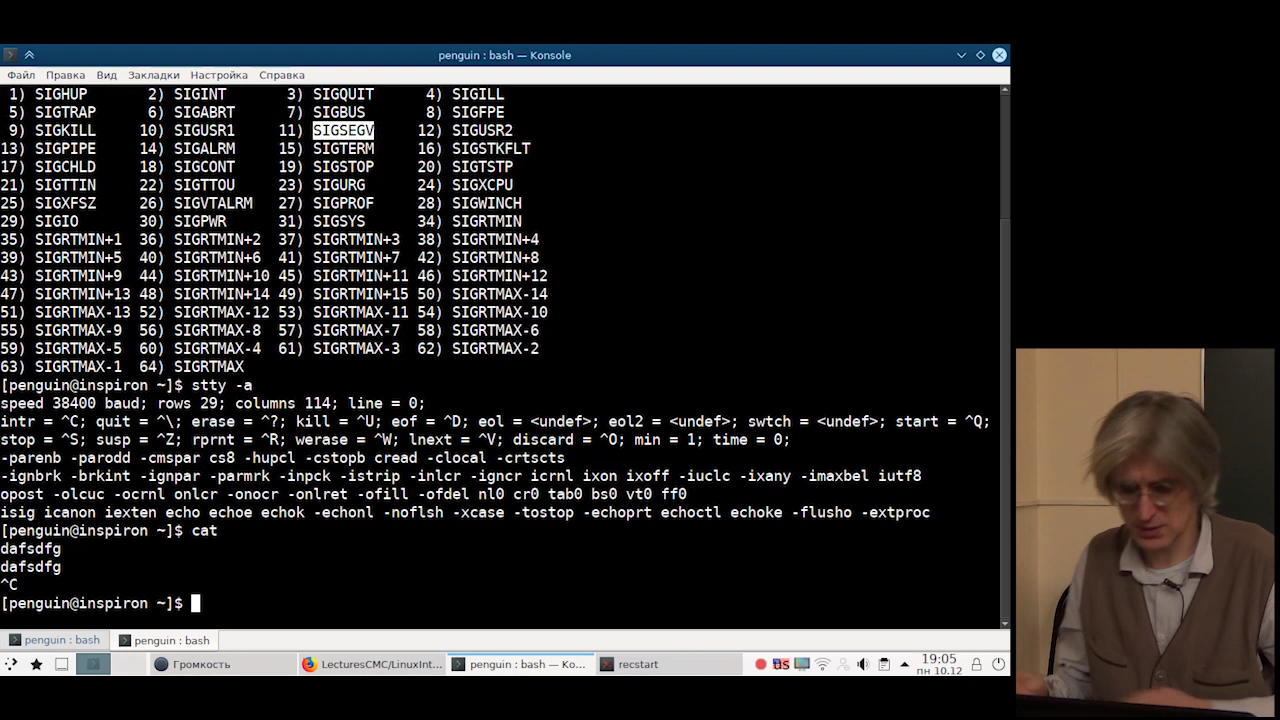 penguin : bash — Konsole
Файл Правка Вид Закладки Настройка Справка
1) SIGHUP 2) SIGINT 3) SIGQUIT 4) SIGILL
5) SIGTRAP 6) SIGABRT 7) SIGBUS 8) SIGFPE
9) SIGKILL 10) SIGUSR1 11) SIGSEGV 12) SIGUSR2
13) SIGPIPE 14) SIGALRM 15) SIGTERM 16) SIGSTKFLT
17) SIGCHLD 18) SIGCONT 19) SIGSTOP 20) SIGTSTP
21) SIGTTIN 22) SIGTTOU 23) SIGURG 24) SIGXCPU
25) SIGXFSZ 26) SIGVTALRM 27) SIGPROF 28) SIGWINCH
29) SIGIO 30) SIGPWR 31) SIGSYS 34) SIGRTMIN
35) SIGRTMIN+1 36) SIGRTMIN+2 37) SIGRTMIN+3 38) SIGRTMIN+4
39) SIGRTMIN+5 40) SIGRTMIN+6 41) SIGRTMIN+7 42) SIGRTMIN+8
43) SIGRTMIN+9 44) SIGRTMIN+10 45) SIGRTMIN+11 46) SIGRTMIN+12
47) SIGRTMIN+13 48) SIGRTMIN+14 49) SIGRTMIN+15 50) SIGRTMAX-14
51) SIGRTMAX-13 52) SIGRTMAX-12 53) SIGRTMAX-11 54) SIGRTMAX-10
55) SIGRTMAX-9 56) SIGRTMAX-8 57) SIGRTMAX-7 58) SIGRTMAX-6
59) SIGRTMAX-5 60) SIGRTMAX-4 61) SIGRTMAX-3 62) SIGRTMAX-2
63) SIGRTMAX-1 64) SIGRTMAX
[penguin@inspiron ~]$ stty -a
speed 38400 baud; rows 29; columns 114; line = 0;
intr = ^C; quit = ^\; erase = ^?; kill = ^U; eof = ^D; eol = <undef>; eol2 = <undef>; swtch = <undef>; start = ^Q;
stop = ^S; susp = ^Z; rprnt = ^R; werase = ^W; lnext = ^V; discard = ^O; min = 1; time = 0;
-parenb -parodd -cmspar cs8 -hupcl -cstopb cread -clocal -crtscts
-ignbrk -brkint -ignpar -parmrk -inpck -istrip -inlcr -igncr icrnl ixon ixoff -iuclc -ixany -imaxbel iutf8
opost -olcuc -ocrnl onlcr -onocr -onlret -ofill -ofdel nl0 cr0 tab0 bs0 vt0 ff0
isig icanon iexten echo echoe echok -echonl -noflsh -xcase -tostop -echoprt echoctl echoke -flusho -extproc
[penguin@inspiron ~]$ cat
dafsdfg
dafsdfg
^C
[penguin@inspiron ~]$
penguin : bash penguin : bash
Громкость LecturesCMC/LinuxInt... penguin : bash — Ko... recstart US 19:05
пн 10.12